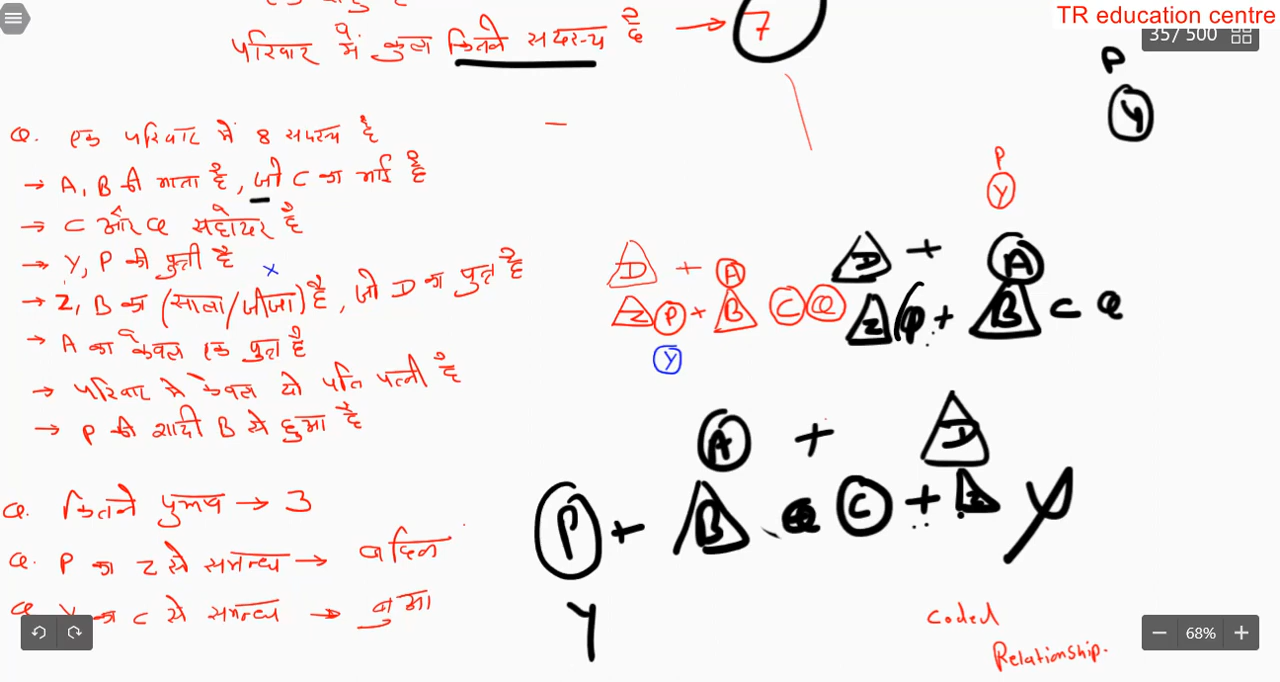 TR education centre
35/ 500
परिवार में कुल कितने सदस्य है → 7
Q. एक परिवार में 8 सदस्य है
→ A, B की माता है, जो C का भाई है
→ C और Q सहोदर है
→ Y, P की पुत्री है
→ Z, B का (साला/जीजा) है, जो D का पुत्र है
→ A का केवल एक पुत्र है
→ परिवार में केवल दो पति पत्नी है
→ P की शादी B से हुआ है
Q. कितने पुरुष → 3
Q. P का Z से सम्बन्ध → बहिन
Q. Y का C से सम्बन्ध → बुआ
P
Y
P
Y
D + A
Z P + B C Q
Y
D + A
Z P + B C Q
A + D
P + B Q C + Z Y
Y
Coded
Relationship.
68%